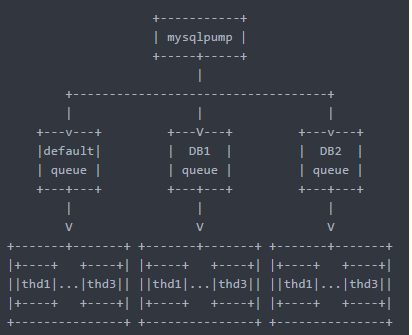 mysqlpump
default DB1 DB2
queue queue queue
thd1 ... thd3 thd1 ... thd3 thd1 ... thd3